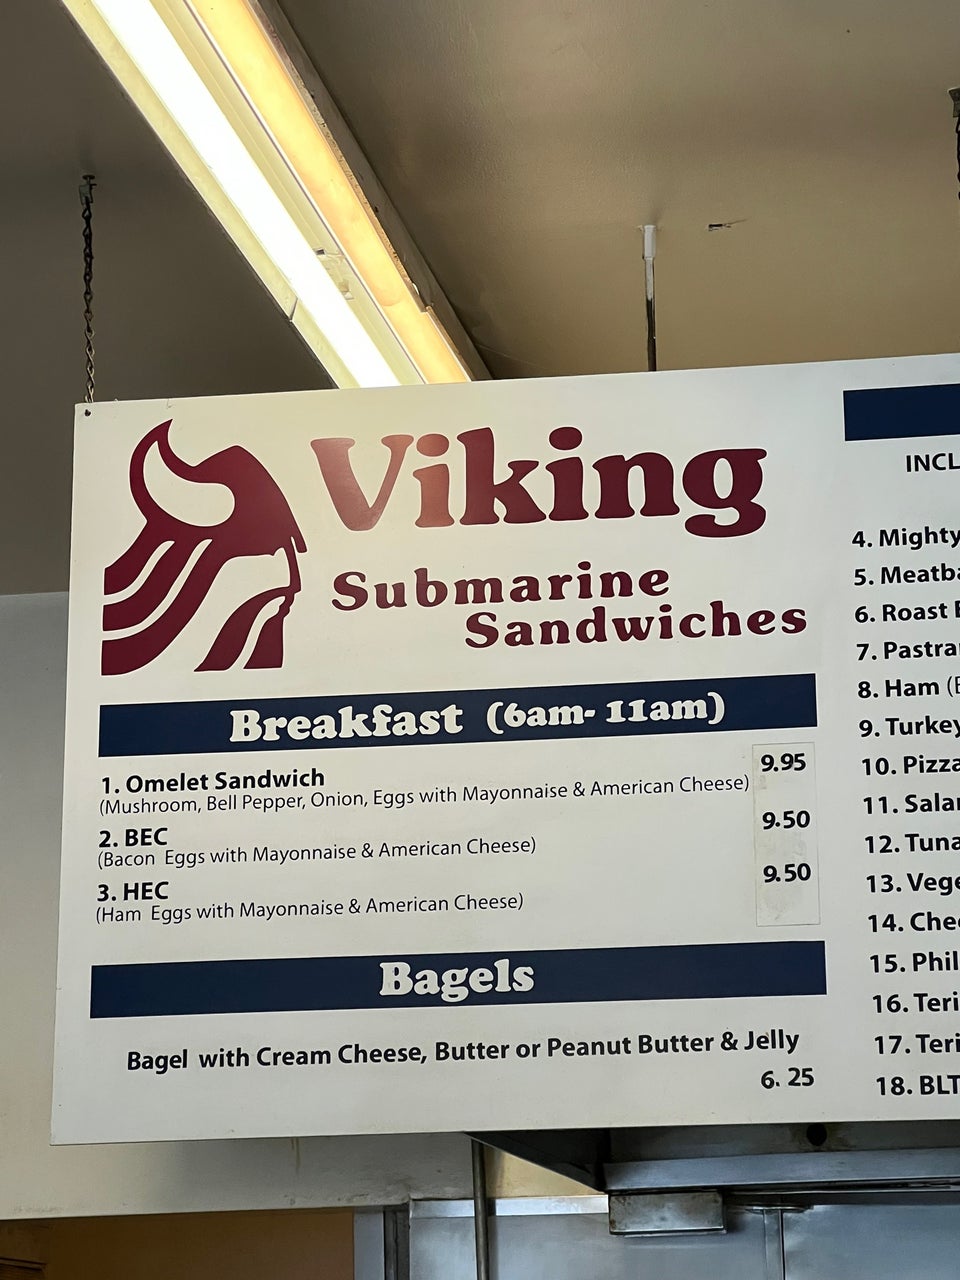 Viking
Submarine
Sandwiches
Breakfast (6am- 11am)
1. Omelet Sandwich 9.95
(Mushroom, Bell Pepper, Onion, Eggs with Mayonnaise & American Cheese)
2. BEC 9.50
(Bacon Eggs with Mayonnaise & American Cheese)
3. HEC 9.50
(Ham Eggs with Mayonnaise & American Cheese)
Bagels
Bagel with Cream Cheese, Butter or Peanut Butter & Jelly
6. 25
INCL
4. Mighty
5. Meatba
6. Roast
7. Pastra
8. Ham
9. Turkey
10. Pizza
11. Salar
12. Tuna
13. Vege
14. Chee
15. Phil
16. Teri
17. Teri
18. BLT